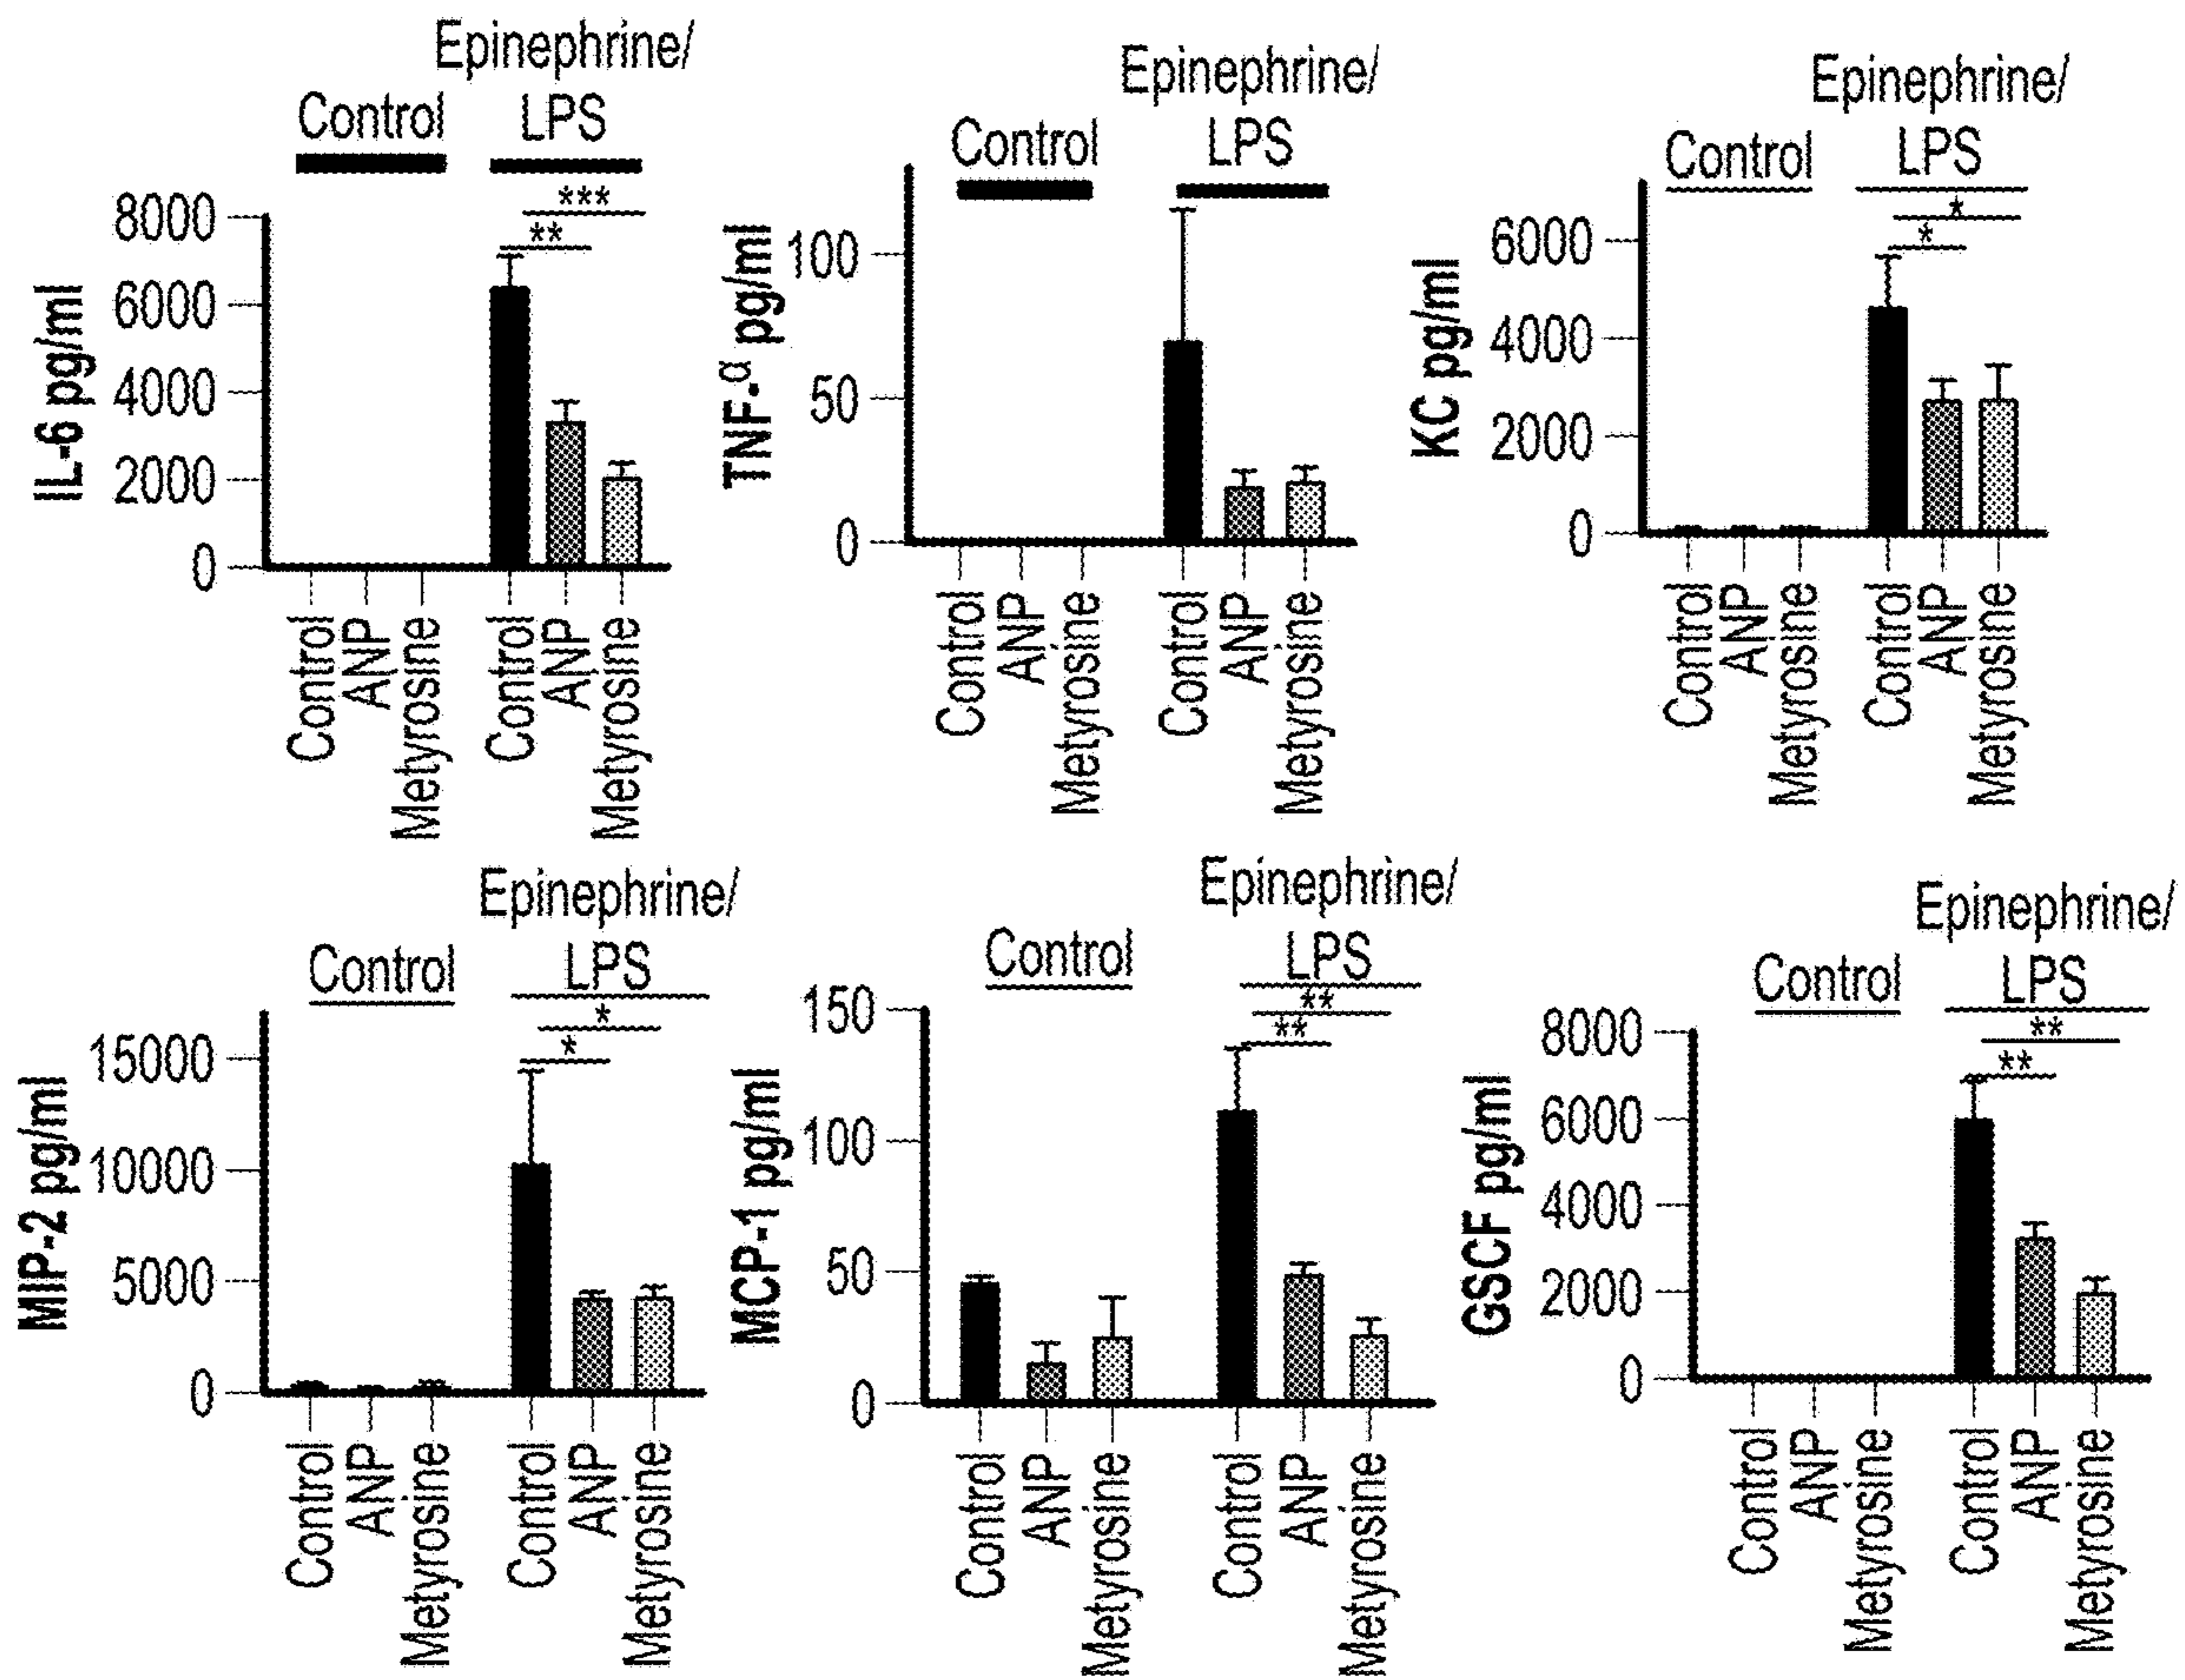 Epinephrine/
Control LPS
***
**
8000
6000
4000
2000
0
IL-6 pg/ml
Control
ANP
Metyrosine
Control
ANP
Metyrosine
Epinephrine/
Control LPS
100
50
0
TNF-α pg/ml
Control
ANP
Metyrosine
Control
ANP
Metyrosine
Epinephrine/
Control LPS
*
*
6000
4000
2000
0
KC pg/ml
Control
ANP
Metyrosine
Control
ANP
Metyrosine
Epinephrine/
Control LPS
*
*
15000
10000
5000
0
MIP-2 pg/ml
Control
ANP
Metyrosine
Control
ANP
Metyrosine
Epinephrine/
Control LPS
**
**
150
100
50
0
MCP-1 pg/ml
Control
ANP
Metyrosine
Control
ANP
Metyrosine
Epinephrine/
Control LPS
**
**
8000
6000
4000
2000
0
GSCF pg/ml
Control
ANP
Metyrosine
Control
ANP
Metyrosine